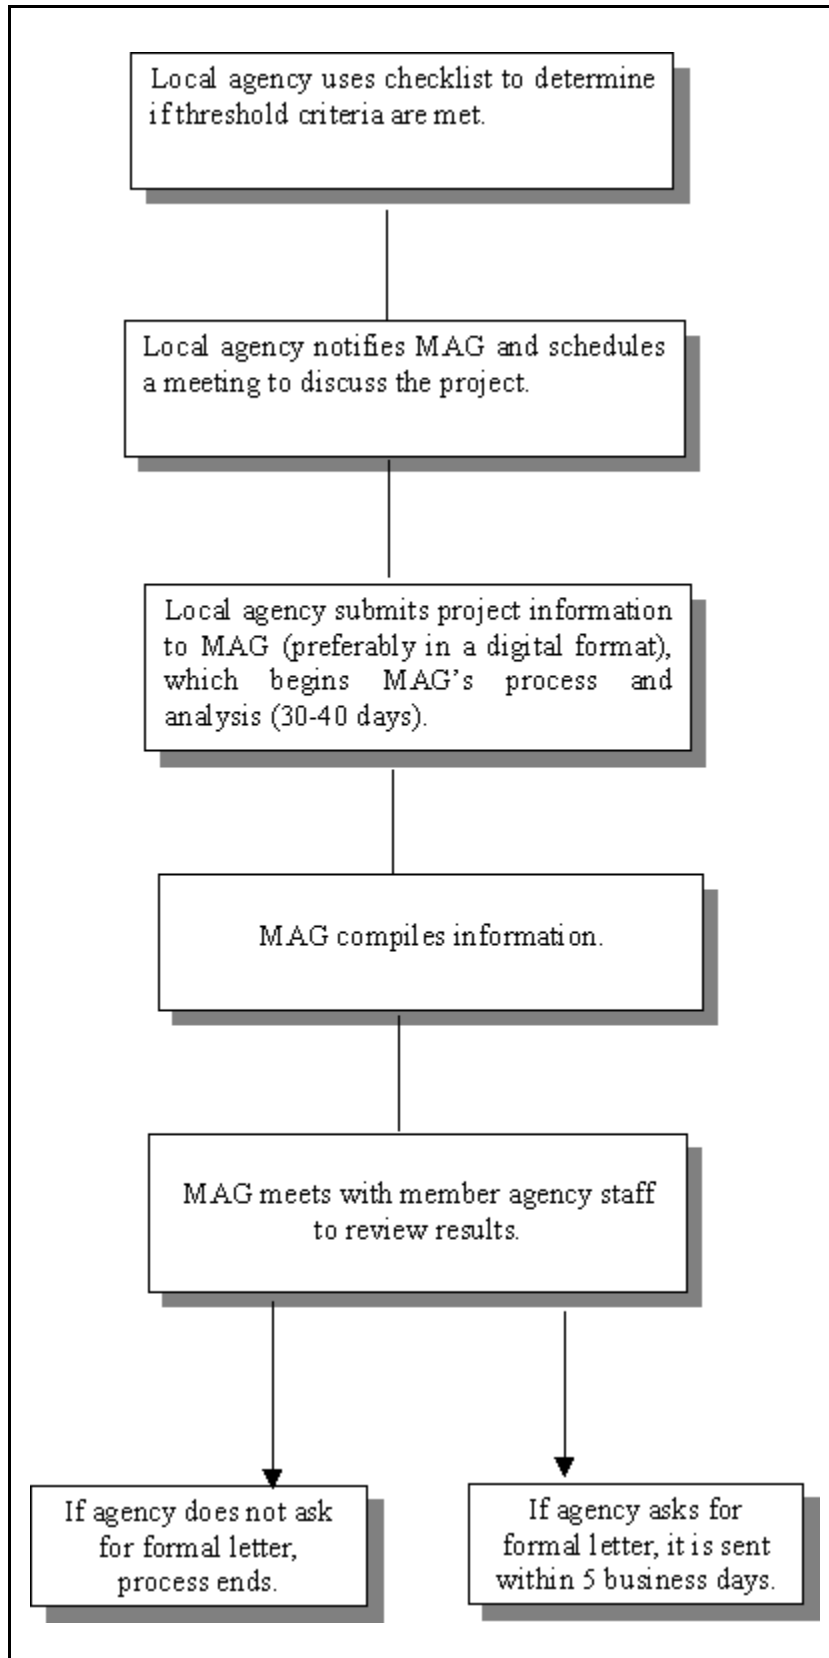 Local agency uses checklist to determine
if threshold criteria are met.
Local agency notifies MAG and schedules
a meeting to discuss the project.
Local agency submits project information
to MAG (preferably in a digital format),
which begins MAG's process and
analysis (30-40 days).
MAG compiles information.
MAG meets with member agency staff
to review results.
If agency does not ask
for formal letter,
process ends.
If agency asks for
formal letter, it is sent
within 5 business days.